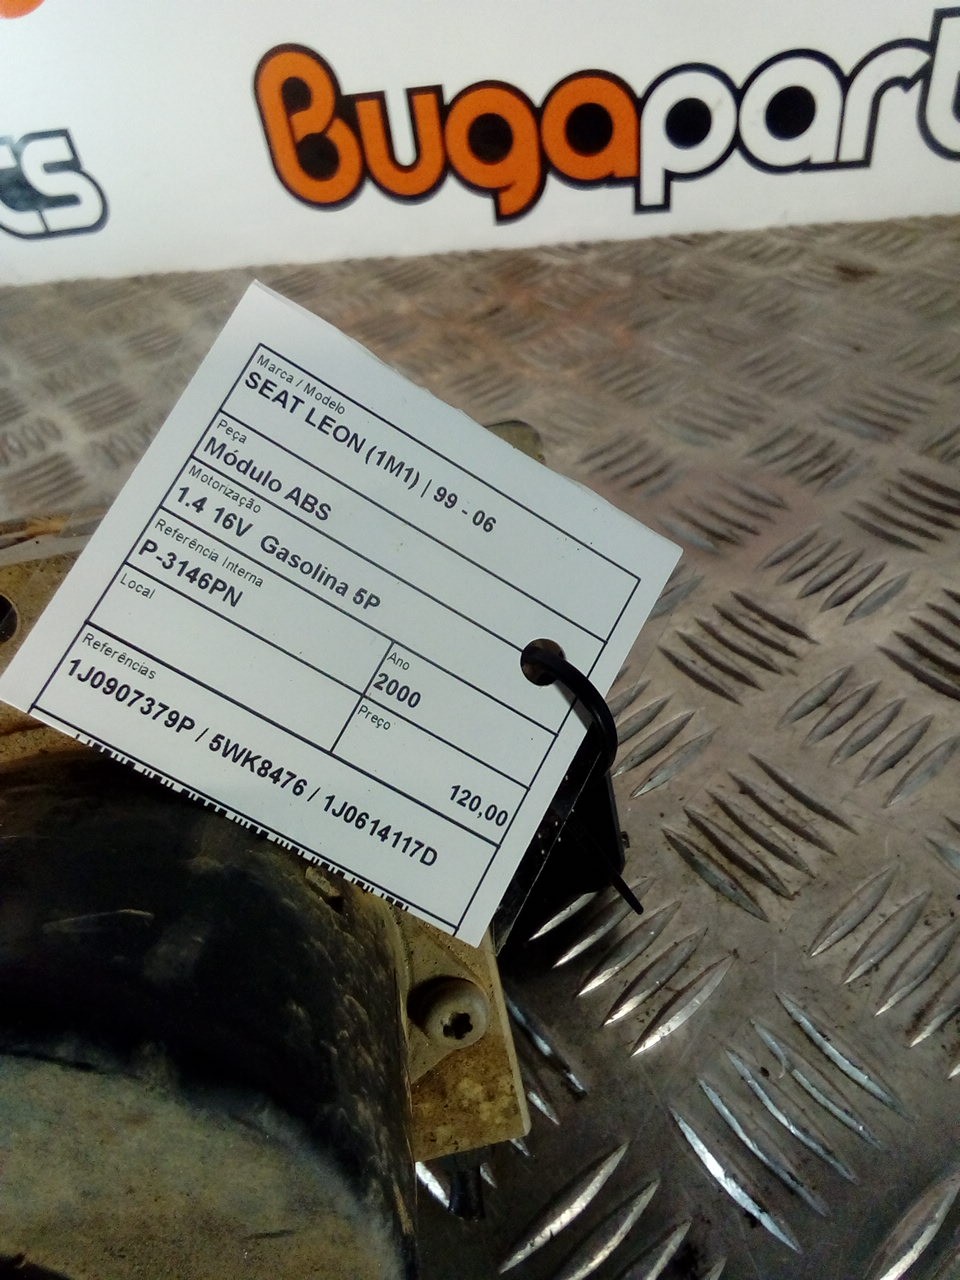 Bugapart
ts
Marca / Modelo
SEAT LEON (1M1) | 99 - 06
Peça
Módulo ABS
Motorização
1.4 16V Gasolina 5P
Referência Interna
P-3146PN
Ano
2000
Local
Preço
120,00
Referências
1J0907379P / 5WK8476 / 1J0614117D